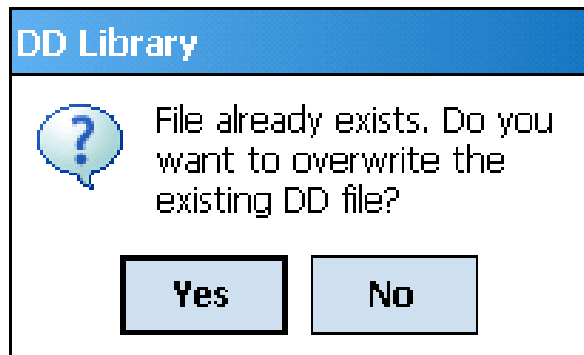 DD Library
File already exists. Do you
want to overwrite the
existing DD file?
Yes No